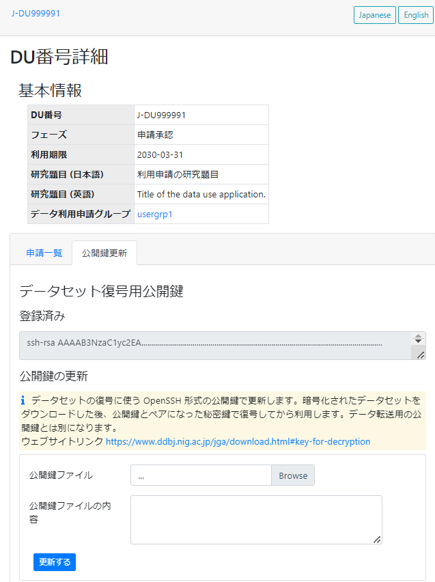 J-DU999991
Japanese English
DU番号詳細
基本情報
DU番号 J-DU999991
フェーズ 申請承認
利用期限 2030-03-31
研究題目 (日本語) 利用申請の研究題目
研究題目 (英語) Title of the data use application.
データ利用申請グループ usergrp1
申請一覧 公開鍵更新
データセット復号用公開鍵
登録済み
ssh-rsa AAAAB3NzaC1yc2EA............................................................
公開鍵の更新
データセットの復号に使う OpenSSH 形式の公開鍵で更新します。暗号化されたデータセットを
ダウンロードした後、公開鍵とペアになった秘密鍵で復号してから利用します。データ転送用の公
開鍵とは別になります。
ウェブサイトリンク https://www.ddbj.nig.ac.jp/jga/download.html#key-for-decryption
公開鍵ファイル ... Browse
公開鍵ファイルの内
容
更新する